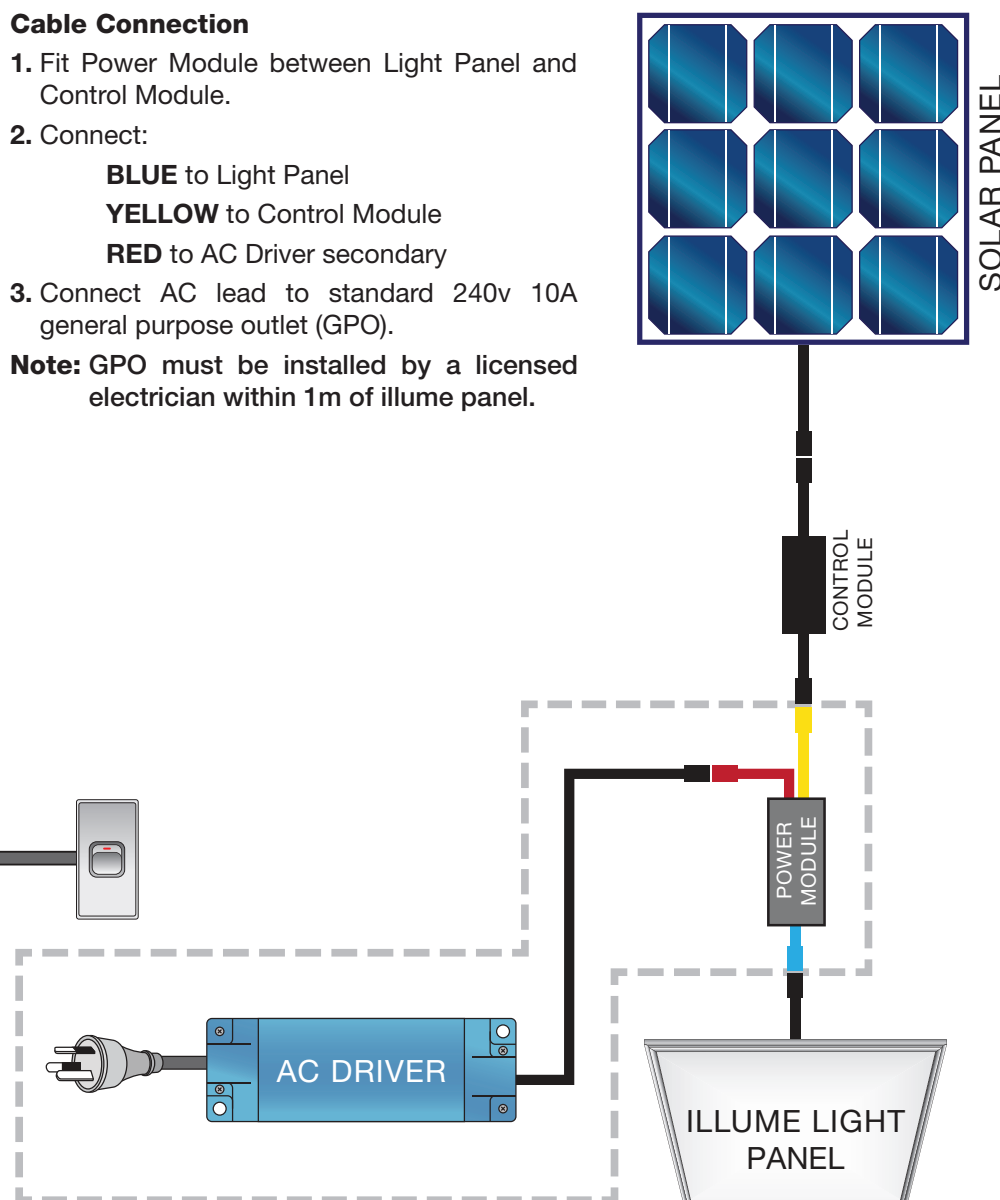 Cable Connection
1. Fit Power Module between Light Panel and
Control Module.
2. Connect:
BLUE to Light Panel
YELLOW to Control Module
RED to AC Driver secondary
3. Connect AC lead to standard 240v 10A
general purpose outlet (GPO).
Note: GPO must be installed by a licensed
electrician within 1m of illume panel.
SOLAR PANEL
CONTROL
MODULE
POWER
MODULE
AC DRIVER
ILLUME LIGHT
PANEL